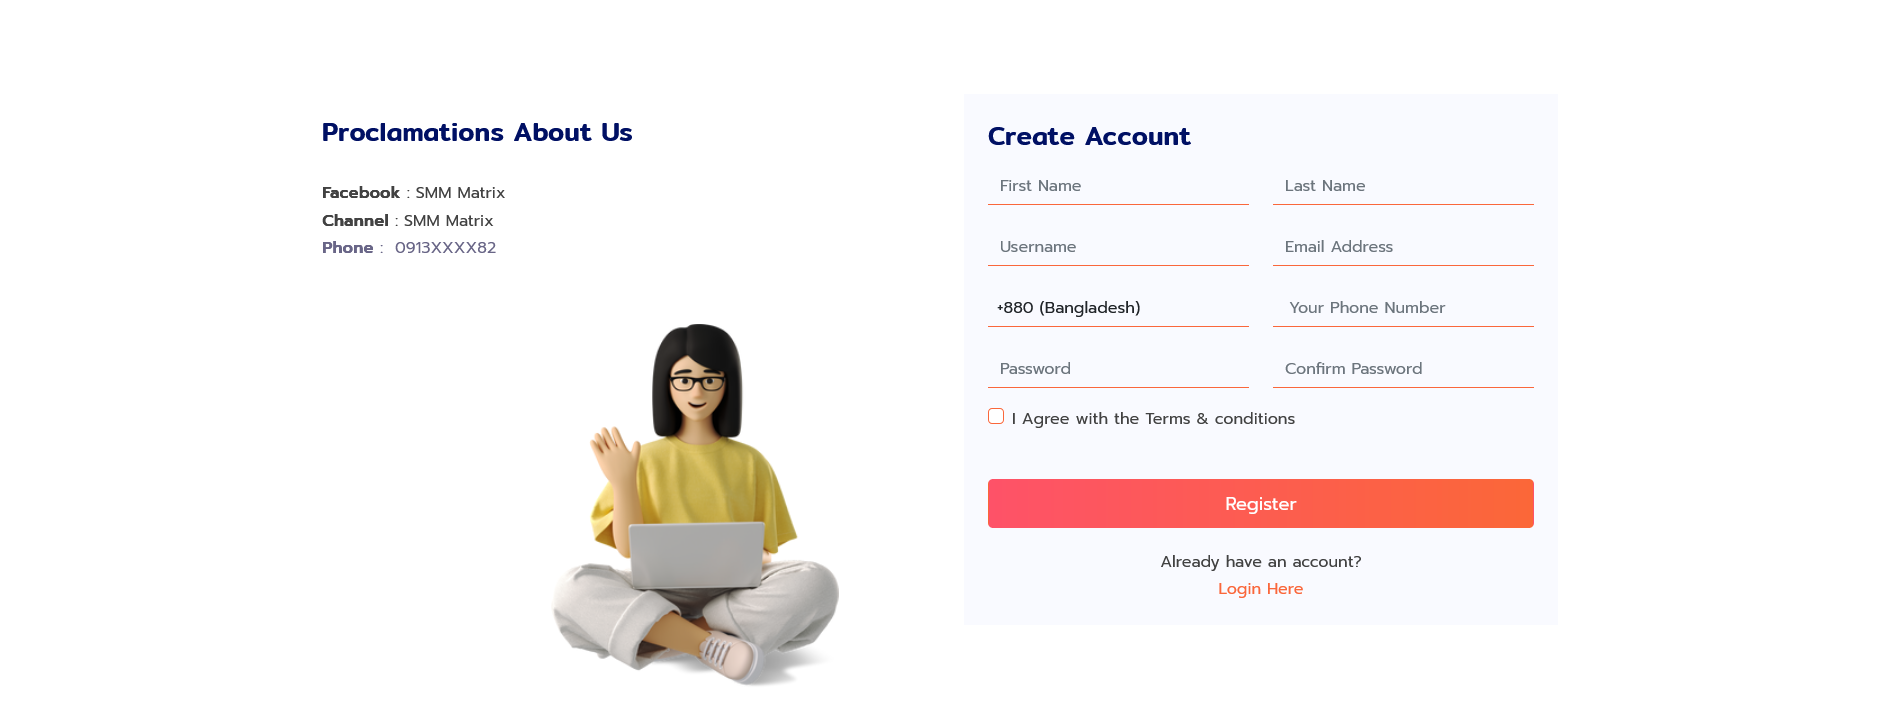 Proclamations About Us
Facebook : SMM Matrix
Channel : SMM Matrix
Phone : 0913XXXX82
Create Account
First Name
Last Name
Username
Email Address
+880 (Bangladesh)
Your Phone Number
Password
Confirm Password
I Agree with the Terms & conditions
Register
Already have an account?
Login Here